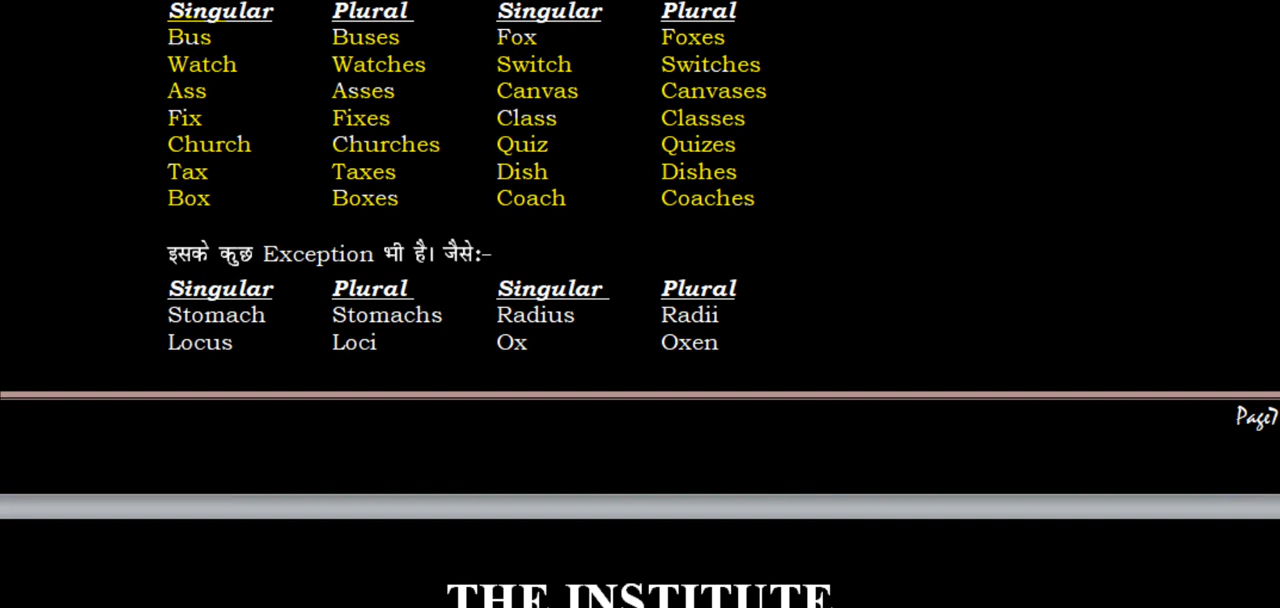 Singular Plural Singular Plural
Bus Buses Fox Foxes
Watch Watches Switch Switches
Ass Asses Canvas Canvases
Fix Fixes Class Classes
Church Churches Quiz Quizes
Tax Taxes Dish Dishes
Box Boxes Coach Coaches
इसके कुछ Exception भी है। जैसे:-
Singular Plural Singular Plural
Stomach Stomachs Radius Radii
Locus Loci Ox Oxen
Page7
THE INSTITUTE